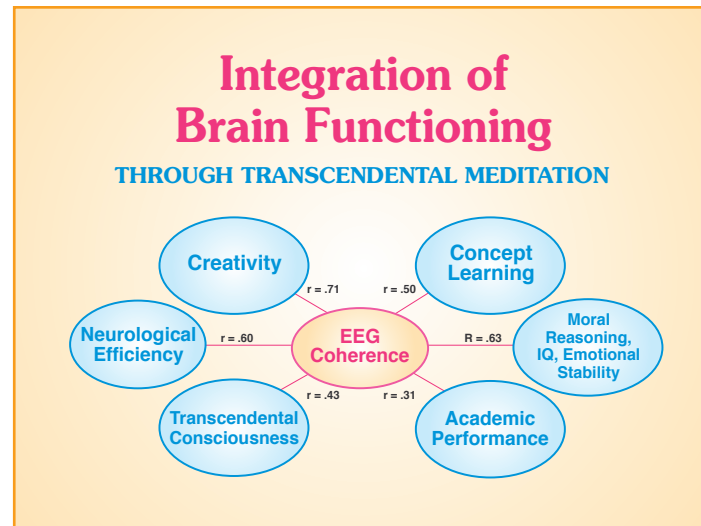 Integration of
Brain Functioning
THROUGH TRANSCENDENTAL MEDITATION
Creativity
Concept
Learning
r = .71
r = .50
Neurological
Efficiency
r = .60
EEG
Coherence
R = .63
Moral
Reasoning,
IQ, Emotional
Stability
r = .43
r = .31
Transcendental
Consciousness
Academic
Performance